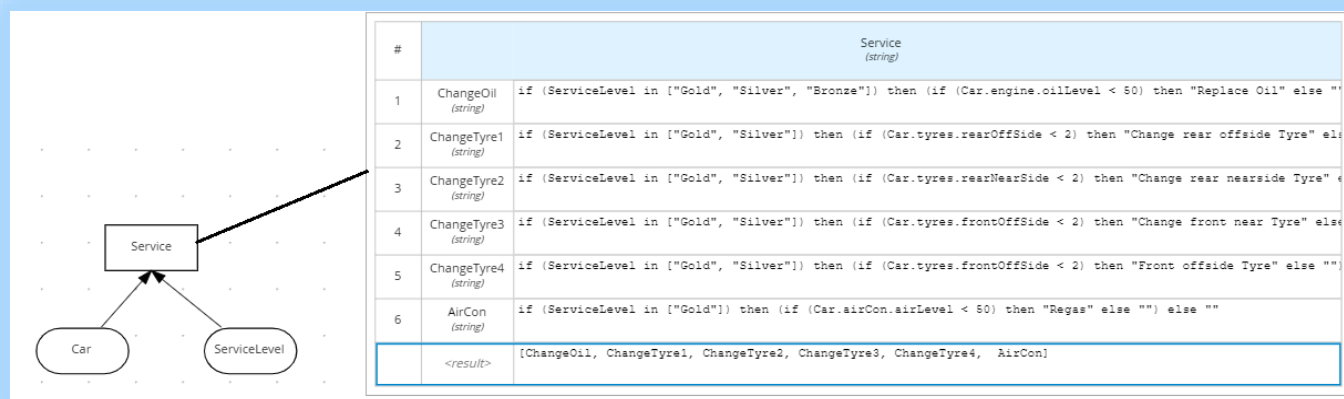 # Service
(string)
1 ChangeOil (string) if (ServiceLevel in ["Gold", "Silver", "Bronze"]) then (if (Car.engine.oilLevel < 50) then "Replace Oil" else ""
2 ChangeTyre1 (string) if (ServiceLevel in ["Gold", "Silver"]) then (if (Car.tyres.rearOffSide < 2) then "Change rear offside Tyre" els
3 ChangeTyre2 (string) if (ServiceLevel in ["Gold", "Silver"]) then (if (Car.tyres.rearNearSide < 2) then "Change rear nearside Tyre" e
4 ChangeTyre3 (string) if (ServiceLevel in ["Gold", "Silver"]) then (if (Car.tyres.frontOffSide < 2) then "Change front near Tyre" else
5 ChangeTyre4 (string) if (ServiceLevel in ["Gold", "Silver"]) then (if (Car.tyres.frontOffSide < 2) then "Front offside Tyre" else "")
6 AirCon (string) if (ServiceLevel in ["Gold"]) then (if (Car.airCon.airLevel < 50) then "Regas" else "") else ""
<result> [ChangeOil, ChangeTyre1, ChangeTyre2, ChangeTyre3, ChangeTyre4, AirCon]
Service
Car
ServiceLevel